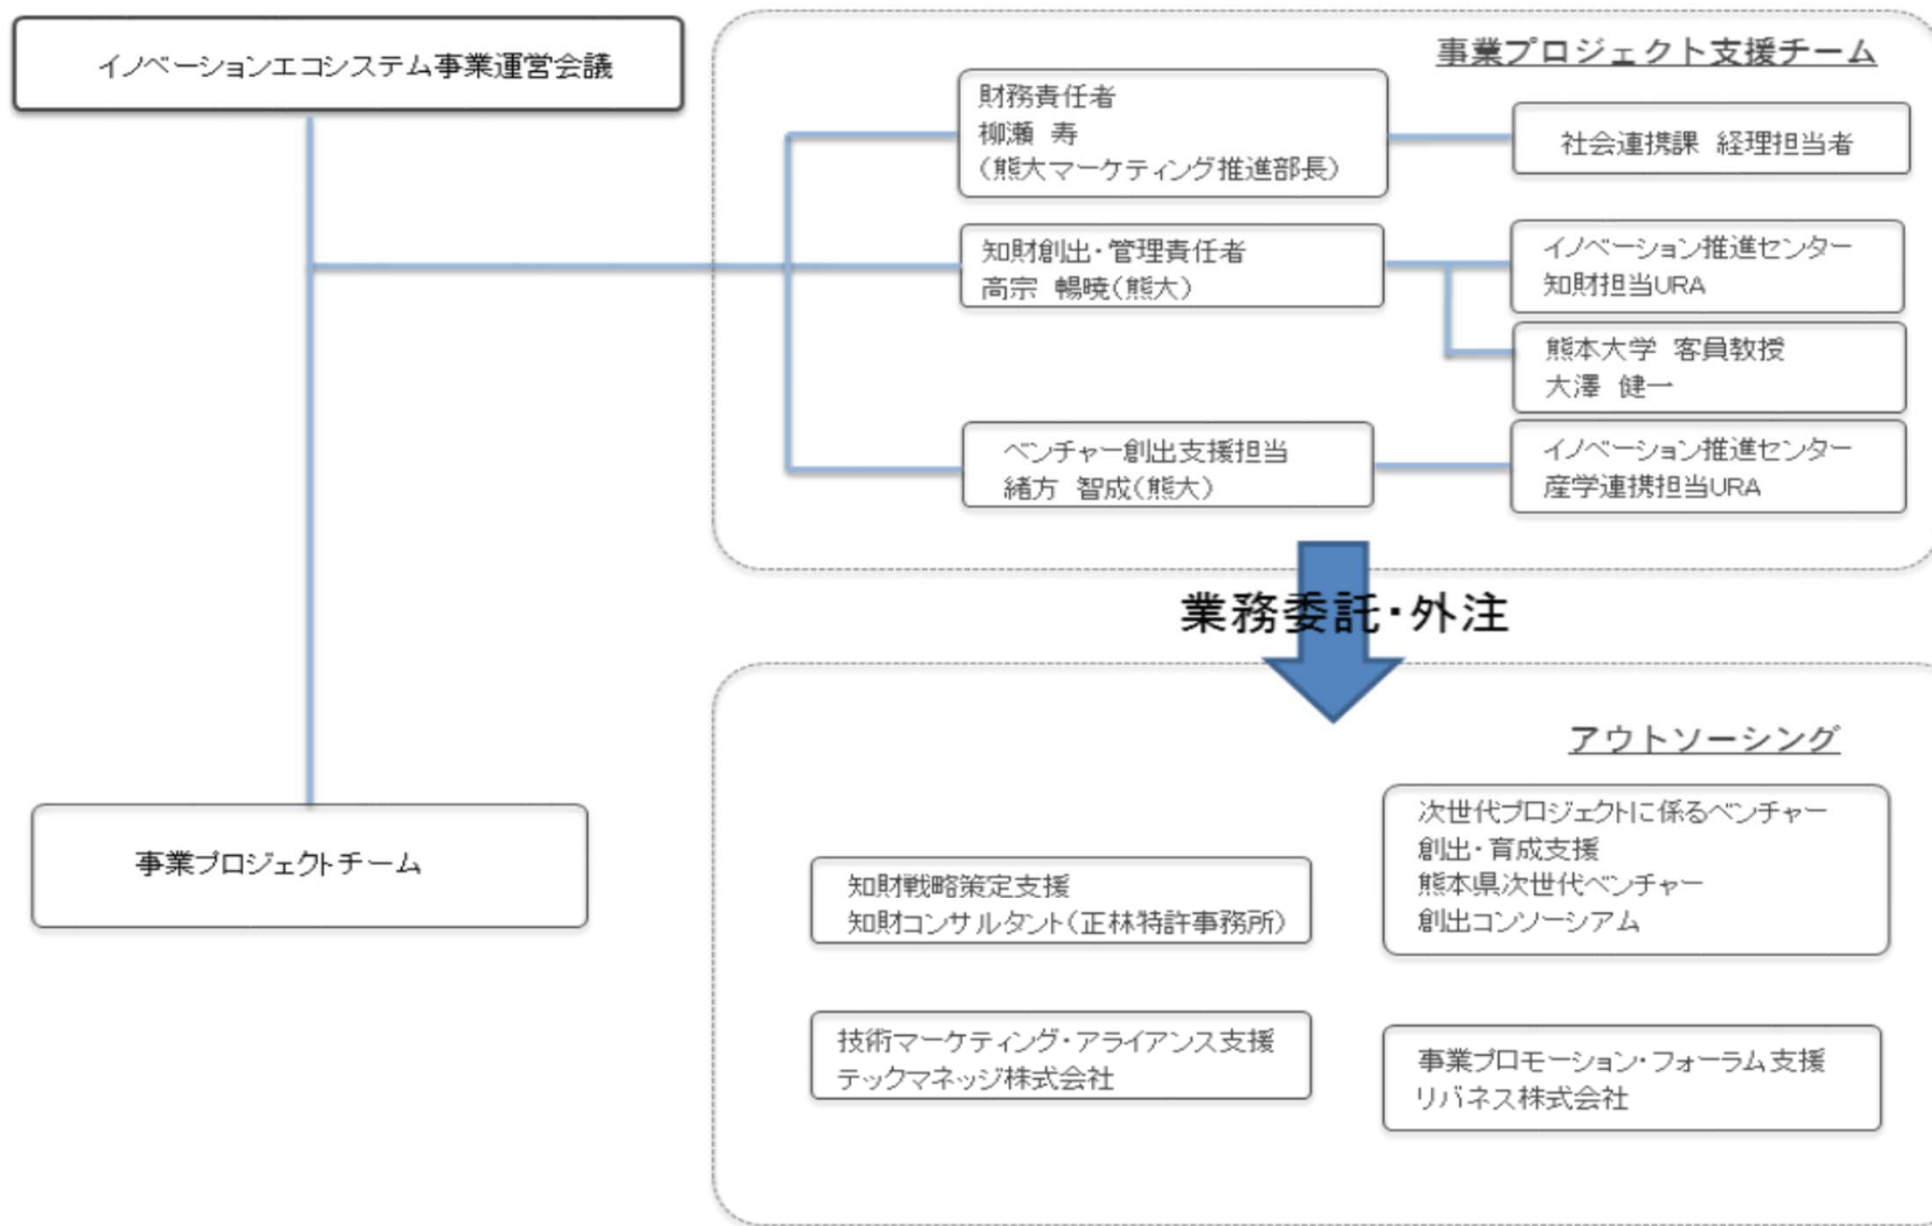 イノベーションエコシステム事業運営会議
事業プロジェクト支援チーム
財務責任者
柳瀬 寿
(熊大マーケティング推進部長)
社会連携課 経理担当者
知財創出・管理責任者
高宗 暢暁(熊大)
イノベーション推進センター
知財担当URA
熊本大学 客員教授
大澤 健一
ベンチャー創出支援担当
緒方 智成(熊大)
イノベーション推進センター
産学連携担当URA
業務委託・外注
アウトソーシング
事業プロジェクトチーム
知財戦略策定支援
知財コンサルタント(正林特許事務所)
次世代プロジェクトに係るベンチャー
創出・育成支援
熊本県次世代ベンチャー
創出コンソーシアム
技術マーケティング・アライアンス支援
テックマネッジ株式会社
事業プロモーション・フォーラム支援
リバネス株式会社